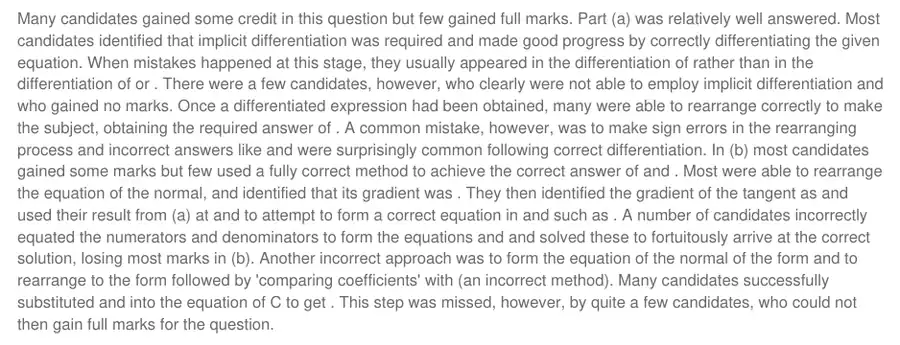 Many candidates gained some credit in this question but few gained full marks. Part (a) was relatively well answered. Most
candidates identified that implicit differentiation was required and made good progress by correctly differentiating the given
equation. When mistakes happened at this stage, they usually appeared in the differentiation of rather than in the
differentiation of or . There were a few candidates, however, who clearly were not able to employ implicit differentiation and
who gained no marks. Once a differentiated expression had been obtained, many were able to rearrange correctly to make
the subject, obtaining the required answer of . A common mistake, however, was to make sign errors in the rearranging
process and incorrect answers like and were surprisingly common following correct differentiation. In (b) most candidates
gained some marks but few used a fully correct method to achieve the correct answer of and . Most were able to rearrange
the equation of the normal, and identified that its gradient was . They then identified the gradient of the tangent as and
used their result from (a) at and to attempt to form a correct equation in and such as . A number of candidates incorrectly
equated the numerators and denominators to form the equations and and solved these to fortuitously arrive at the correct
solution, losing most marks in (b). Another incorrect approach was to form the equation of the normal of the form and to
rearrange to the form followed by 'comparing coefficients' with (an incorrect method). Many candidates successfully
substituted and into the equation of C to get . This step was missed, however, by quite a few candidates, who could not
then gain full marks for the question.